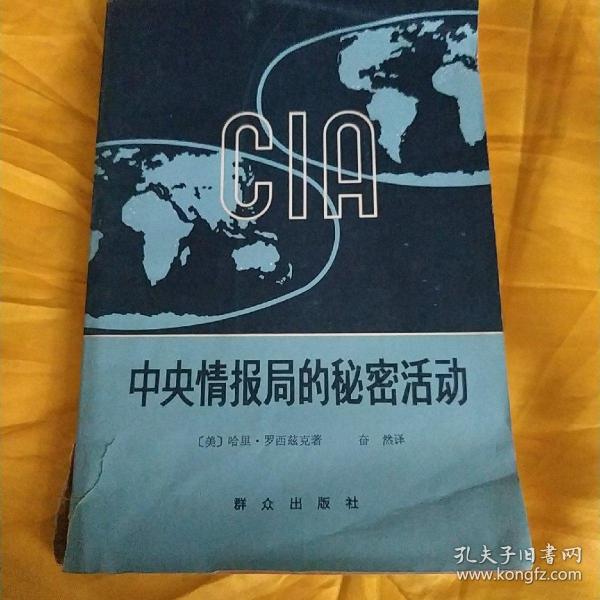 CIA
中央情报局的秘密活动
〔美〕哈里·罗西兹克著 奋 然译
群众出版社
孔夫子旧书网
www.kongfz.com